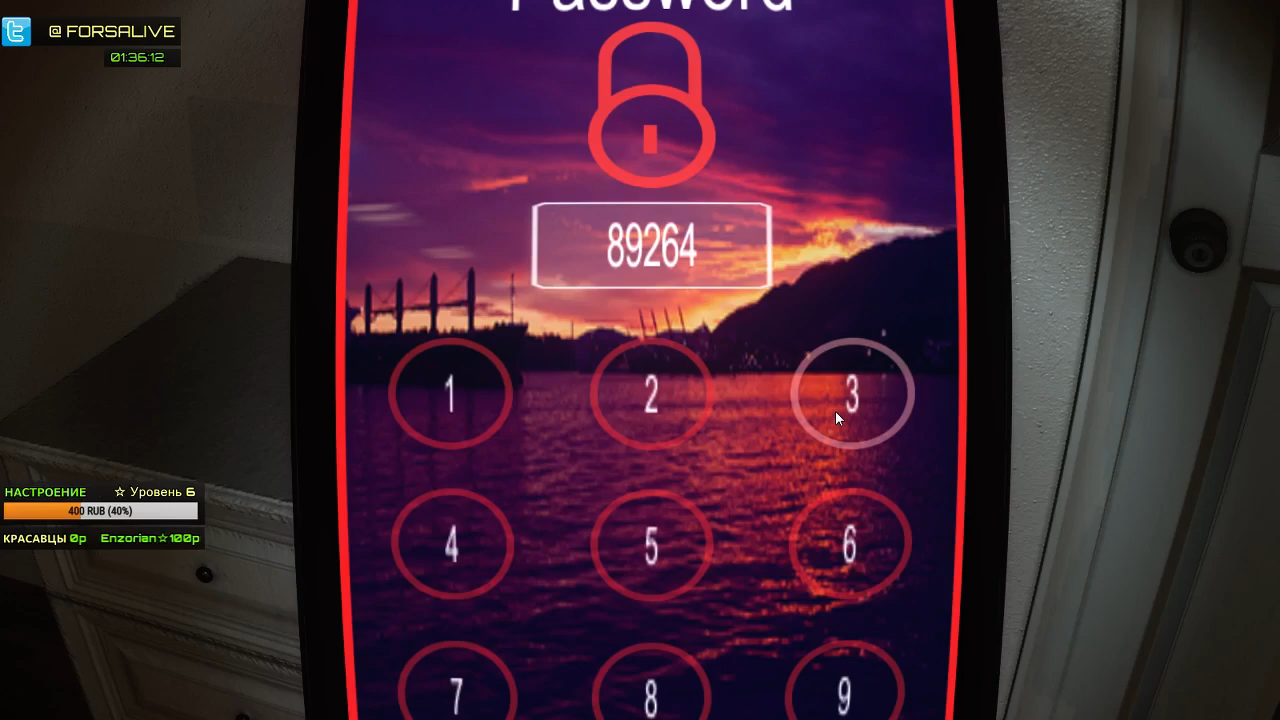 Password
@ FORSALIVE
01:36:12
89264
1 2 3
4 5 6
7 8 9
НАСТРОЕНИЕ ☆ Уровень 6
400 RUB (40%)
КРАСАВЦЫ 0р Enzorian☆100р